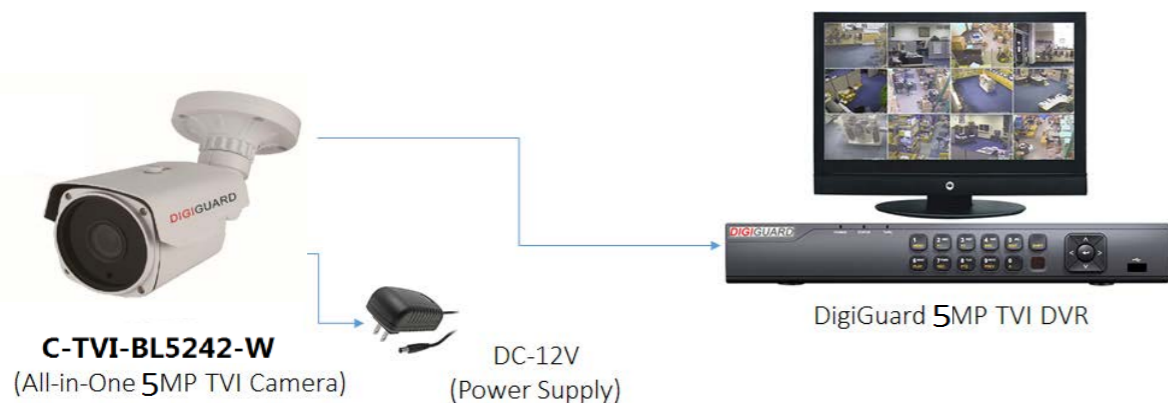 DIGIGUARD
DIGIGUARD
DigiGuard 5MP TVI DVR
C-TVI-BL5242-W
(All-in-One 5MP TVI Camera)
DC-12V
(Power Supply)